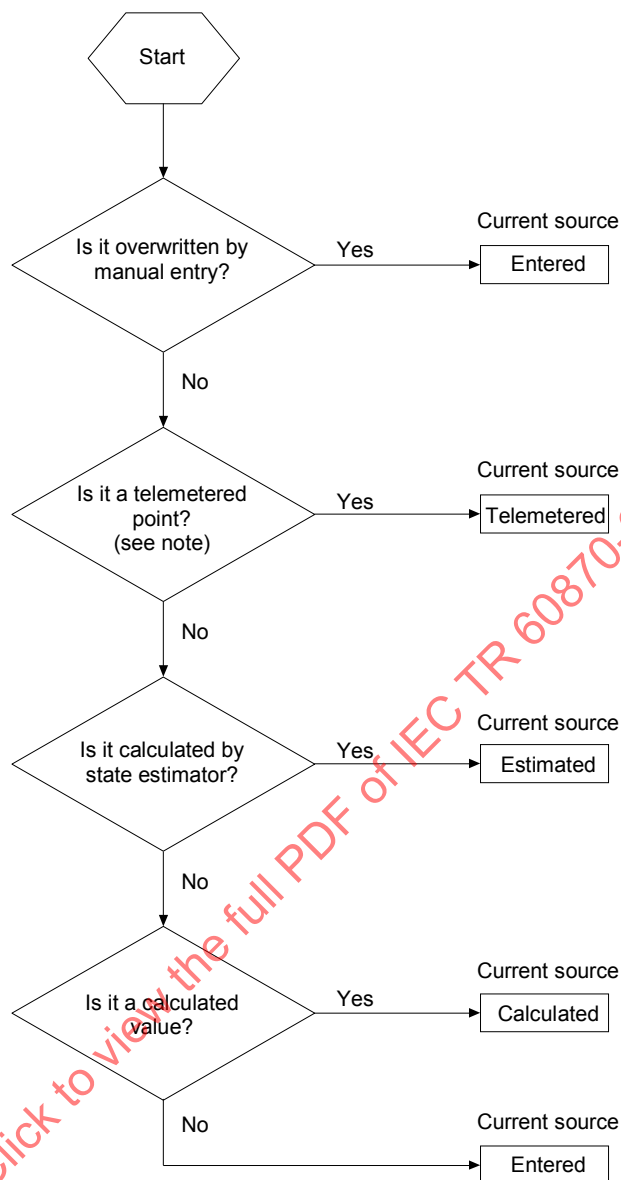 Start
Is it overwritten by
manual entry?
Yes
Current source
Entered
No
Is it a telemetered
point?
(see note)
Yes
Current source
Telemetered
No
Is it calculated by
state estimator?
Yes
Current source
Estimated
No
Is it a calculated
value?
Yes
Current source
Calculated
No
Current source
Entered
lick to view the full PDF of IEC TR 60870-